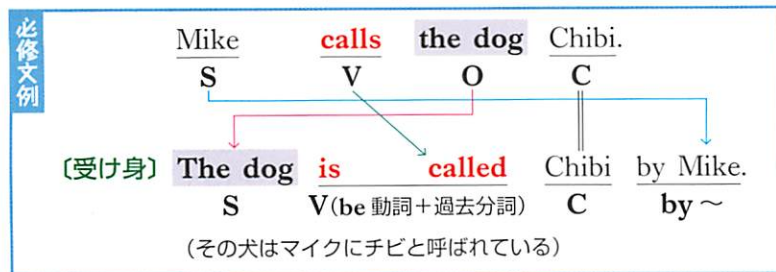 必修文例
Mike calls the dog Chibi.
S V O C
〔受け身〕 The dog is called Chibi by Mike.
S V(be 動詞+過去分詞) C by ~
(その犬はマイクにチビと呼ばれている)